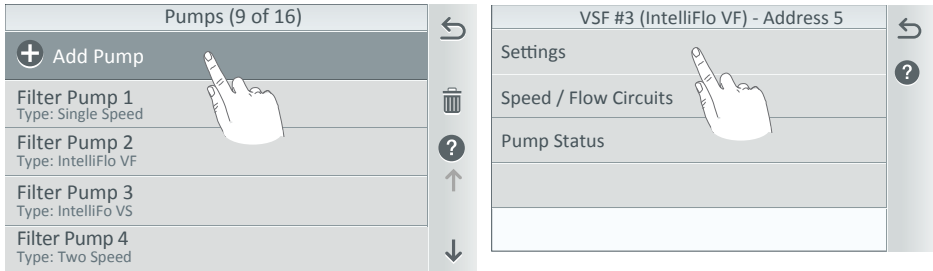 Pumps (9 of 16)
Add Pump
Filter Pump 1
Type: Single Speed
Filter Pump 2
Type: IntelliFlo VF
Filter Pump 3
Type: IntelliFo VS
Filter Pump 4
Type: Two Speed
VSF #3 (IntelliFlo VF) - Address 5
Settings
Speed / Flow Circuits
Pump Status